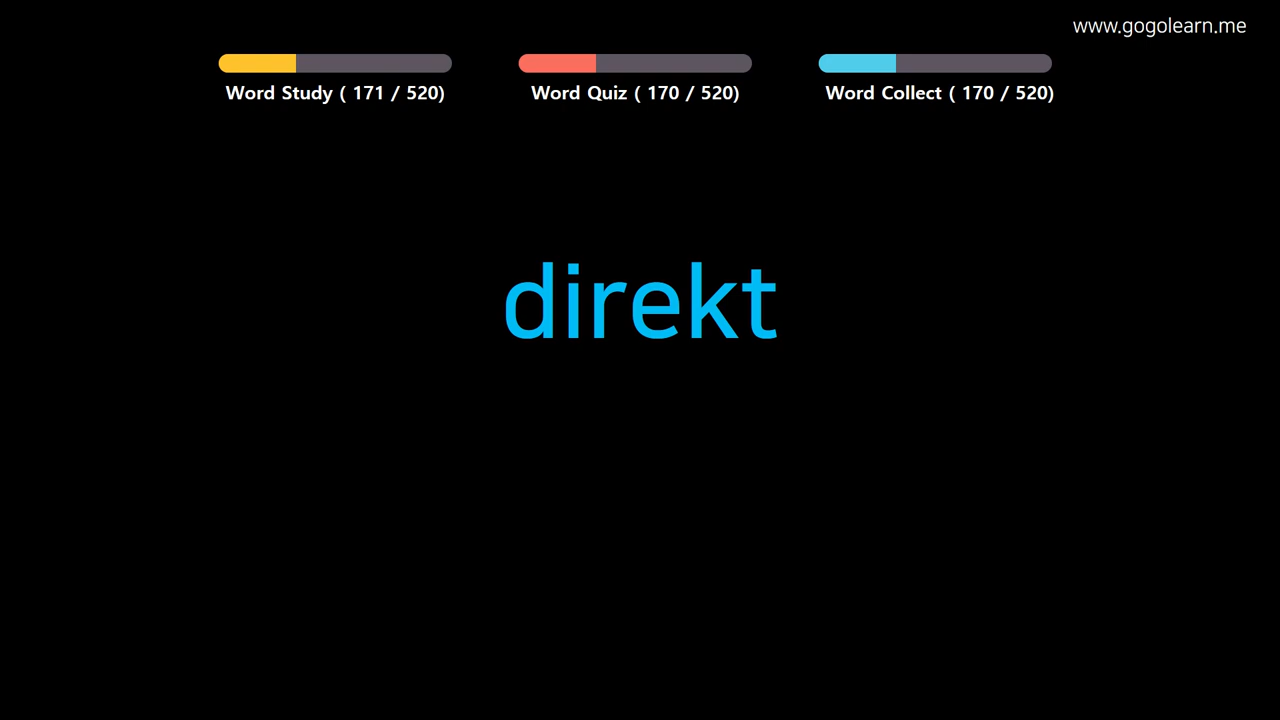 www.gogolearn.me
Word Study ( 171 / 520)
Word Quiz ( 170 / 520)
Word Collect ( 170 / 520)
direkt